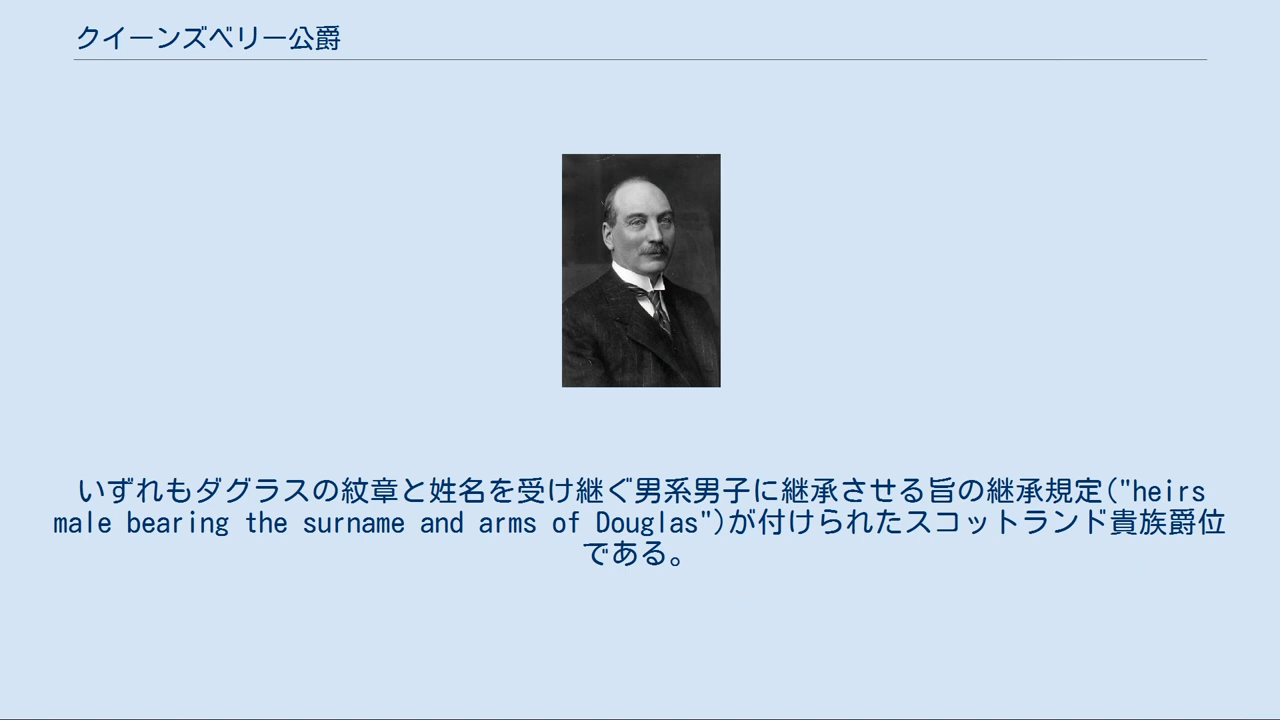 クイーンズベリー公爵
いずれもダグラスの紋章と姓名を受け継ぐ男系男子に継承させる旨の継承規定("heirs
male bearing the surname and arms of Douglas")が付けられたスコットランド貴族爵位
である。